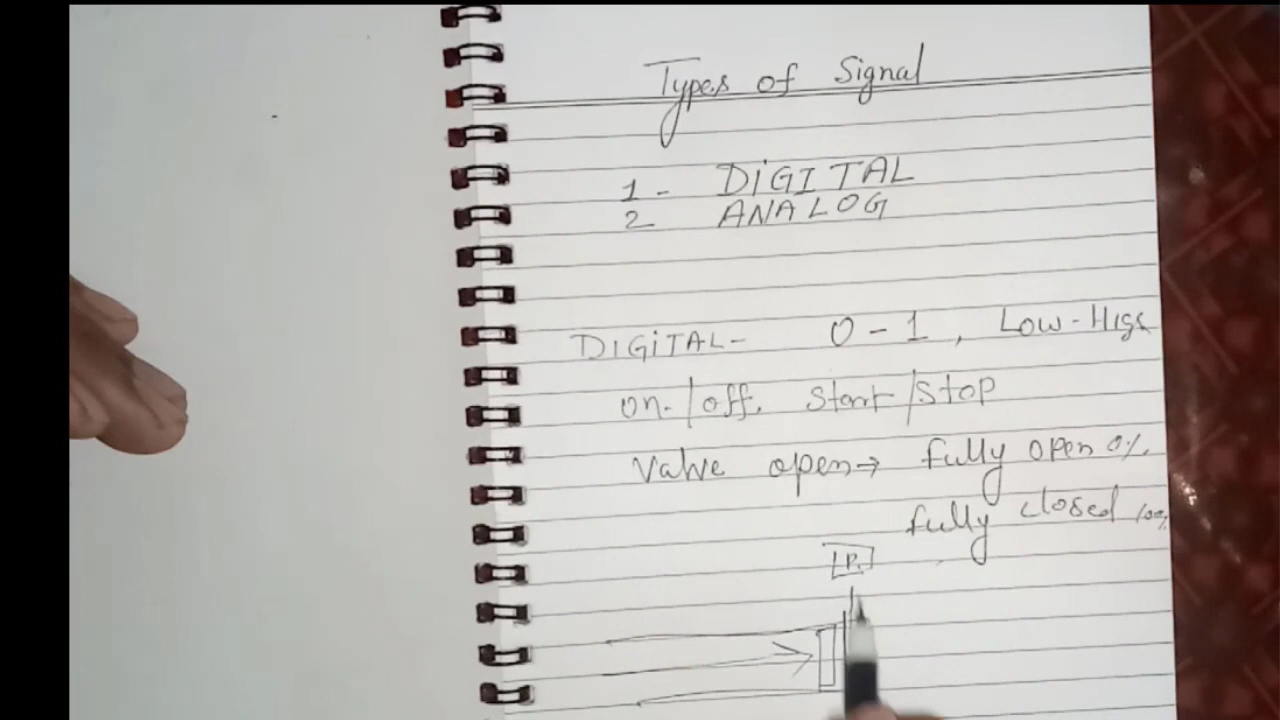 Types of Signal
1 - DiGITAL
2 ANALOG
DIGiTAL - 0 - 1 , Low - High
on / off, Start / Stop
Valve open → fully open 0%
fully closed 100%
P.